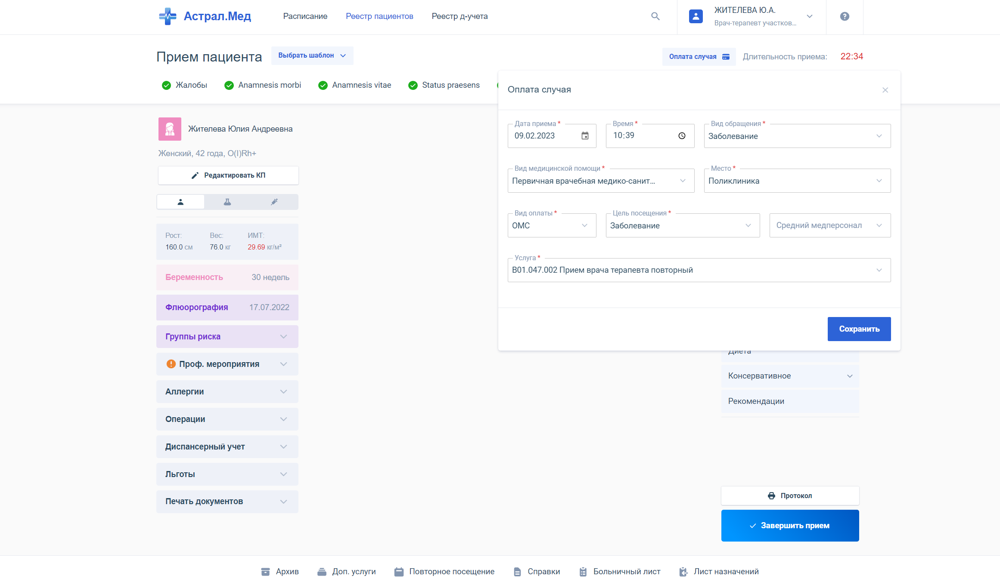 Астрал.Мед
Расписание
Реестр пациентов
Реестр д-учета
ЖИТЕЛЕВА Ю.А.
Врач-терапевт участков...
Прием пациента
Выбрать шаблон
Оплата случая
Длительность приема:
22:34
Жалобы
Anamnesis morbi
Anamnesis vitae
Status praesens
Жителева Юлия Андреевна
Женский, 42 года, O(I)Rh+
Редактировать КП
Рост:
Вес:
ИМТ:
160.0 см
76.0 кг
29.69 кг/м²
Беременность
30 недель
Флюорография
17.07.2022
Группы риска
Проф. мероприятия
Аллергии
Операции
Диспансерный учет
Льготы
Печать документов
Оплата случая
Дата приема *
09.02.2023
Время *
10:39
Вид обращения *
Заболевание
Вид медицинской помощи *
Первичная врачебная медико-санит...
Место *
Поликлиника
Вид оплаты *
ОМС
Цель посещения *
Заболевание
Средний медперсонал
Услуга *
B01.047.002 Прием врача терапевта повторный
Сохранить
Диета
Консервативное
Рекомендации
Протокол
Завершить прием
Архив
Доп. услуги
Повторное посещение
Справки
Больничный лист
Лист назначений